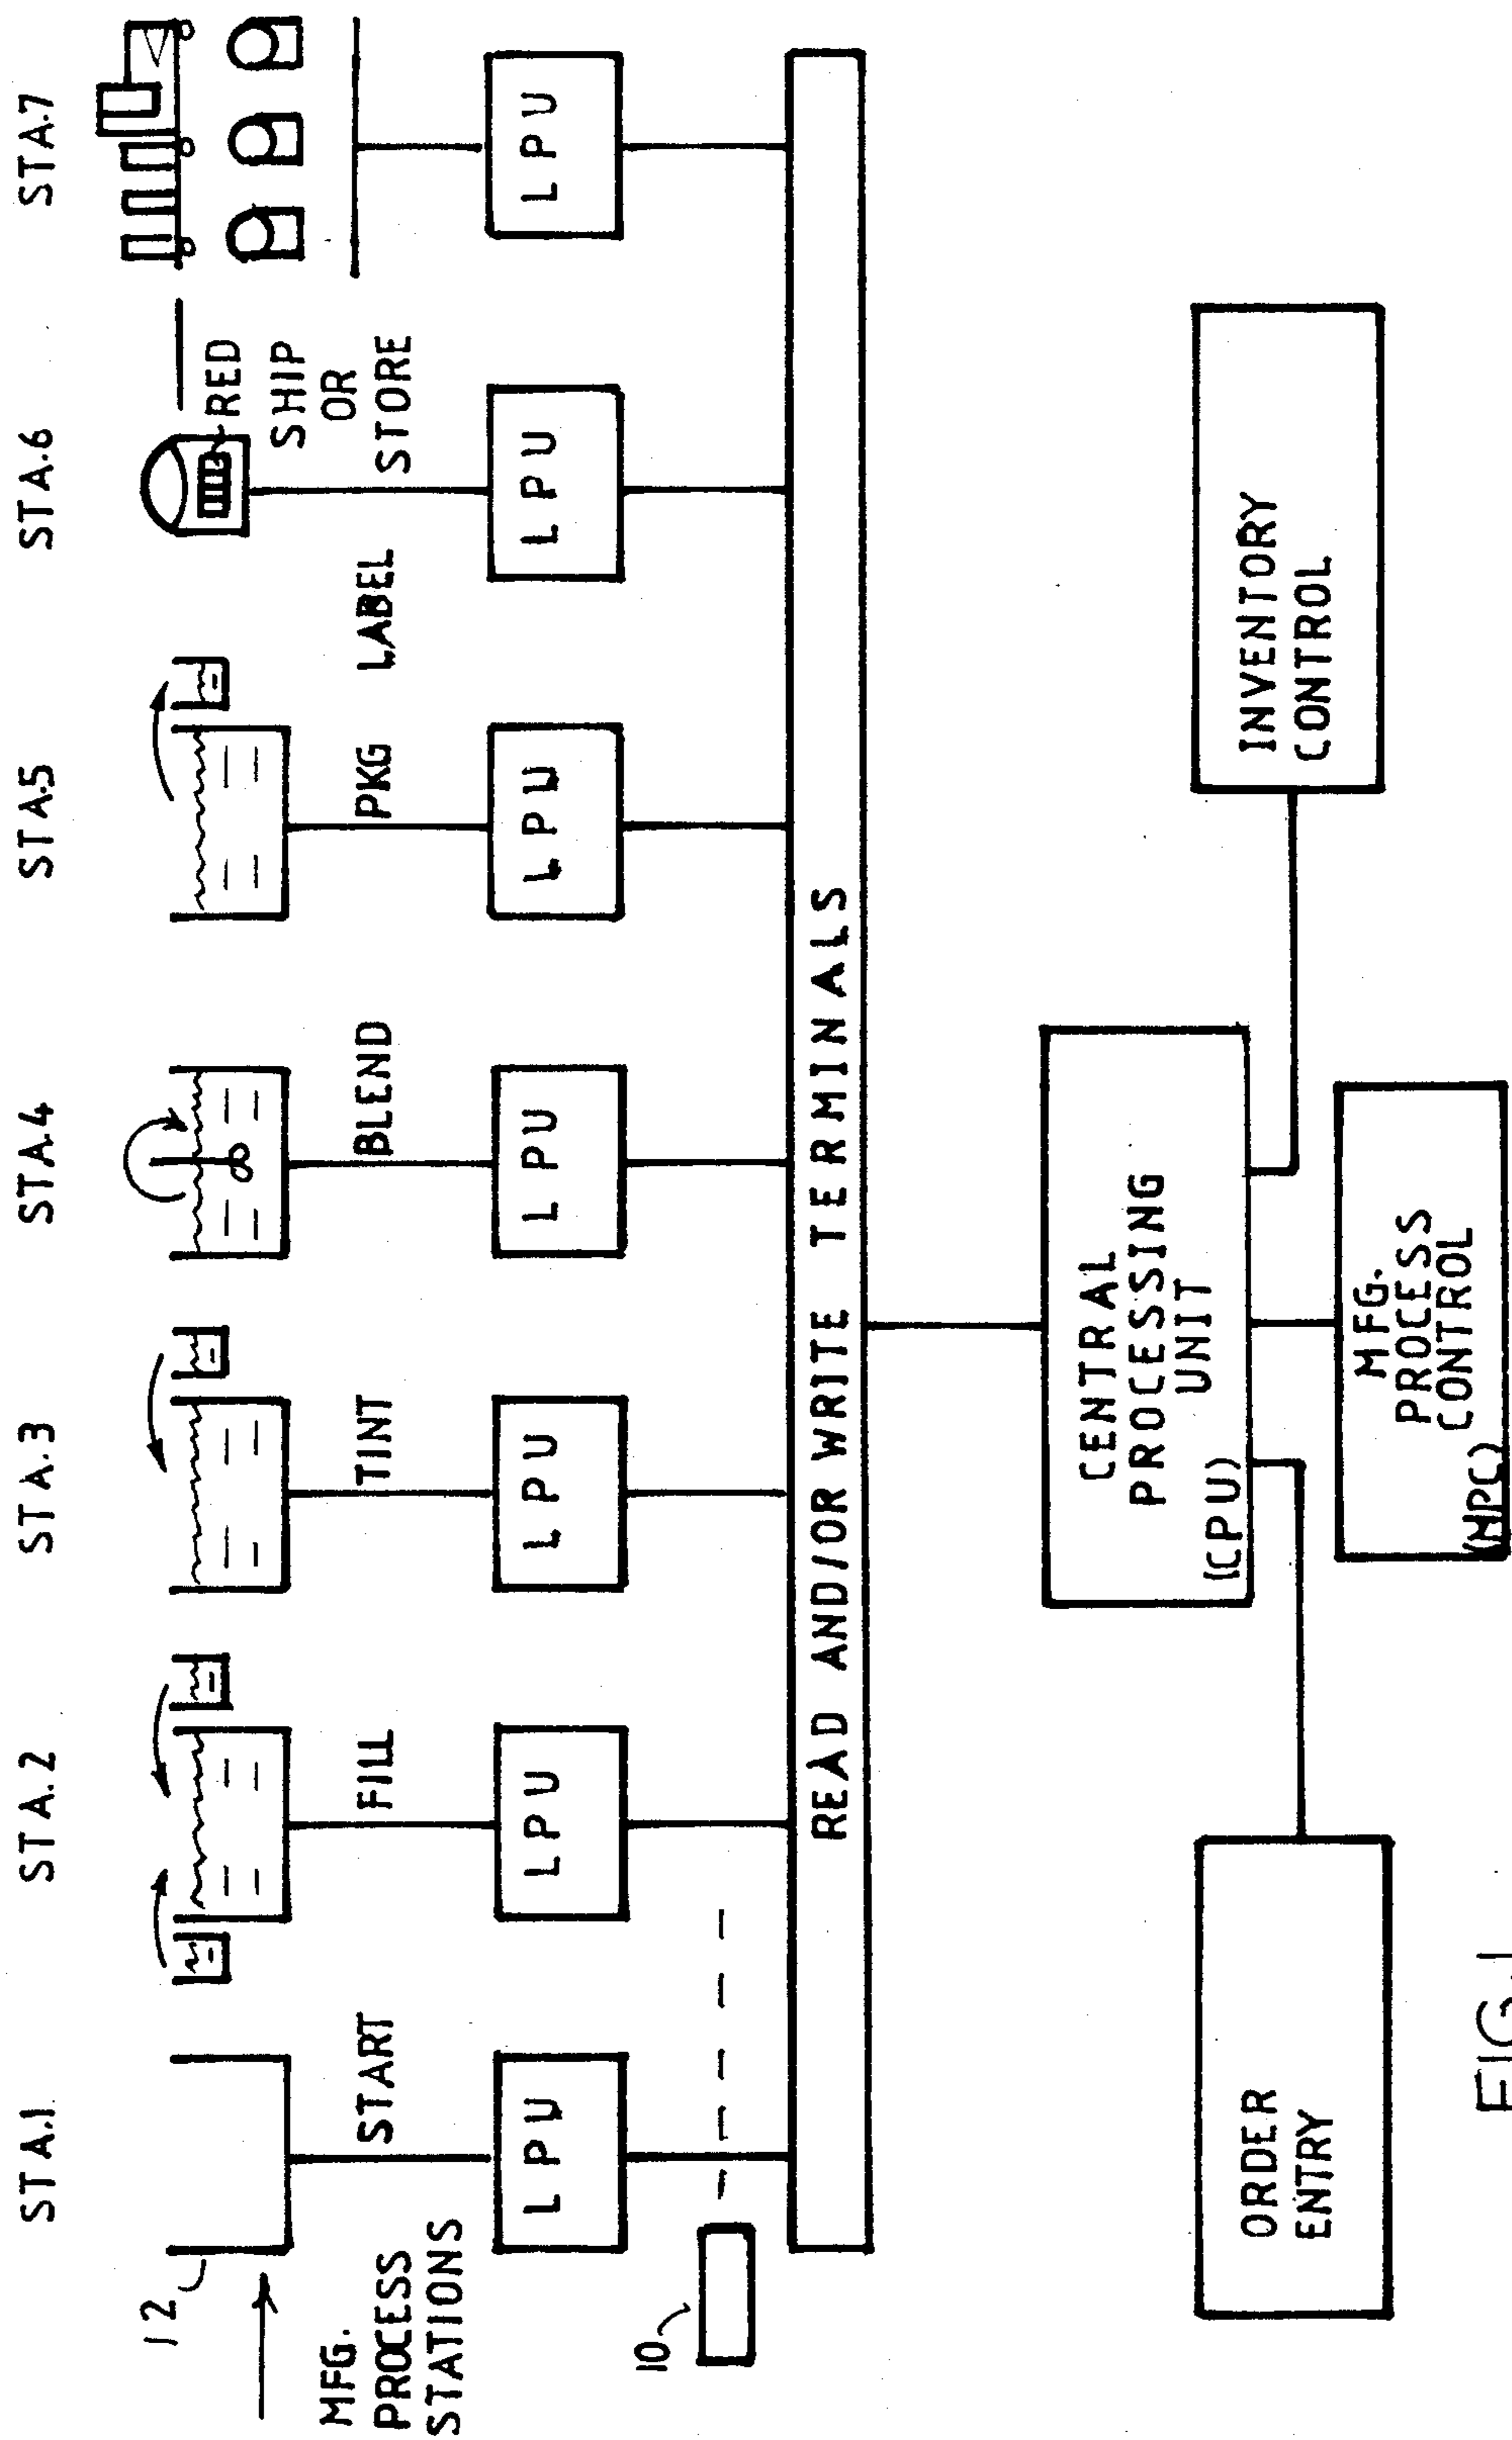 STA.1
STA.2
STA.3
STA.4
STA.5
STA.6
STA.7
12
RED
MFG.
PROCESS
STATIONS
START
FILL
TINT
BLEND
PKG
LABEL
SHIP
OR
STORE
LPU
LPU
LPU
LPU
LPU
LPU
LPU
10
READ AND/OR WRITE TERMINALS
CENTRAL
PROCESSING
UNIT
(CPU)
ORDER
ENTRY
MFG.
PROCESS
CONTROL
(MPC)
INVENTORY
CONTROL
FIG.1